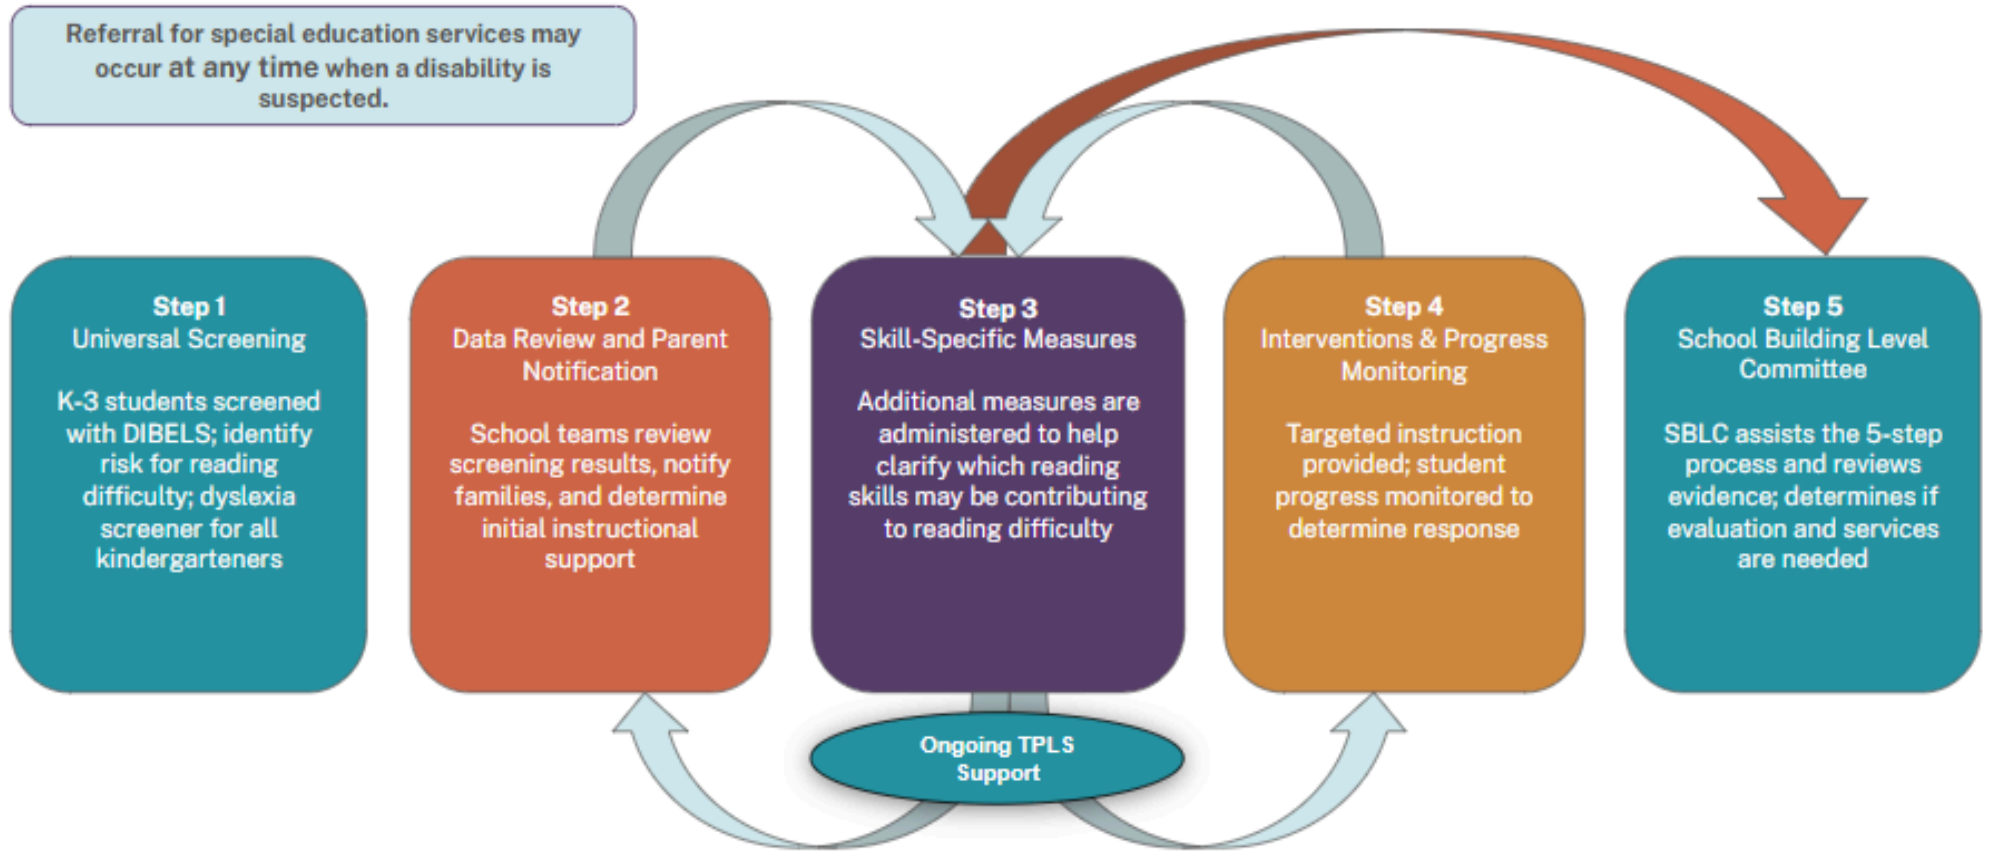 Referral for special education services may
occur at any time when a disability is
suspected.
Step 1
Universal Screening
K-3 students screened
with DIBELS; identify
risk for reading
difficulty; dyslexia
screener for all
kindergarteners
Step 2
Data Review and Parent
Notification
School teams review
screening results, notify
families, and determine
initial instructional
support
Step 3
Skill-Specific Measures
Additional measures are
administered to help
clarify which reading
skills may be contributing
to reading difficulty
Step 4
Interventions & Progress
Monitoring
Targeted instruction
provided; student
progress monitored to
determine response
Step 5
School Building Level
Committee
SBLC assists the 5-step
process and reviews
evidence; determines if
evaluation and services
are needed
Ongoing TPLS
Support